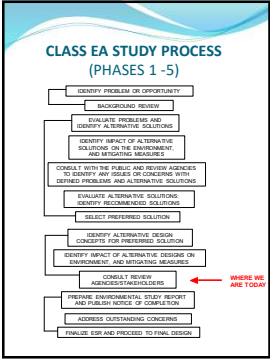 CLASS EA STUDY PROCESS
(PHASES 1 -5)
IDENTIFY PROBLEM OR OPPORTUNITY
BACKGROUND REVIEW
EVALUATE PROBLEMS AND
IDENTIFY ALTERNATIVE SOLUTIONS
IDENTIFY IMPACT OF ALTERNATIVE
SOLUTIONS ON THE ENVIRONMENT,
AND MITIGATING MEASURES
CONSULT WITH THE PUBLIC AND REVIEW AGENCIES
TO IDENTIFY ANY ISSUES OR CONCERNS WITH
DEFINED PROBLEMS AND ALTERNATIVE SOLUTIONS
EVALUATE ALTERNATIVE SOLUTIONS:
IDENTIFY RECOMMENDED SOLUTIONS
SELECT PREFERRED SOLUTION
IDENTIFY ALTERNATIVE DESIGN
CONCEPTS FOR PREFERRED SOLUTION
IDENTIFY IMPACT OF ALTERNATIVE DESIGNS ON
ENVIRONMENT, AND MITIGATING MEASURES
CONSULT REVIEW
AGENCIES/STAKEHOLDERS
WHERE WE
ARE TODAY
PREPARE ENVIRONMENTAL STUDY REPORT
AND PUBLISH NOTICE OF COMPLETION
ADDRESS OUTSTANDING CONCERNS
FINALIZE ESR AND PROCEED TO FINAL DESIGN